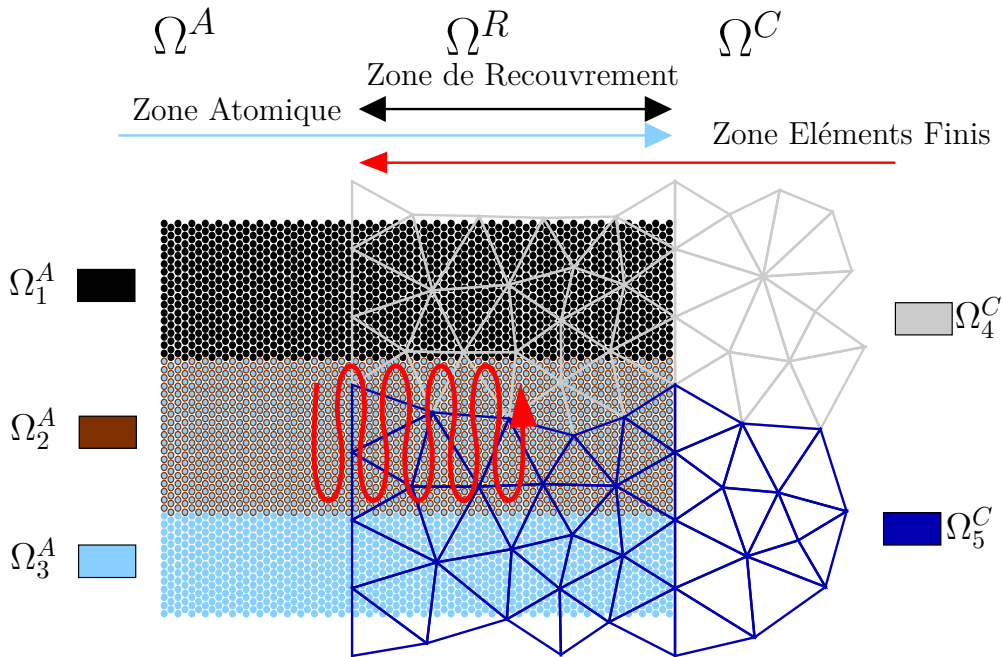 Ω^A Ω^R Ω^C
Zone de Recouvrement
Zone Atomique
Zone Eléments Finis
Ω_1^A
Ω_4^C
Ω_2^A
Ω_5^C
Ω_3^A